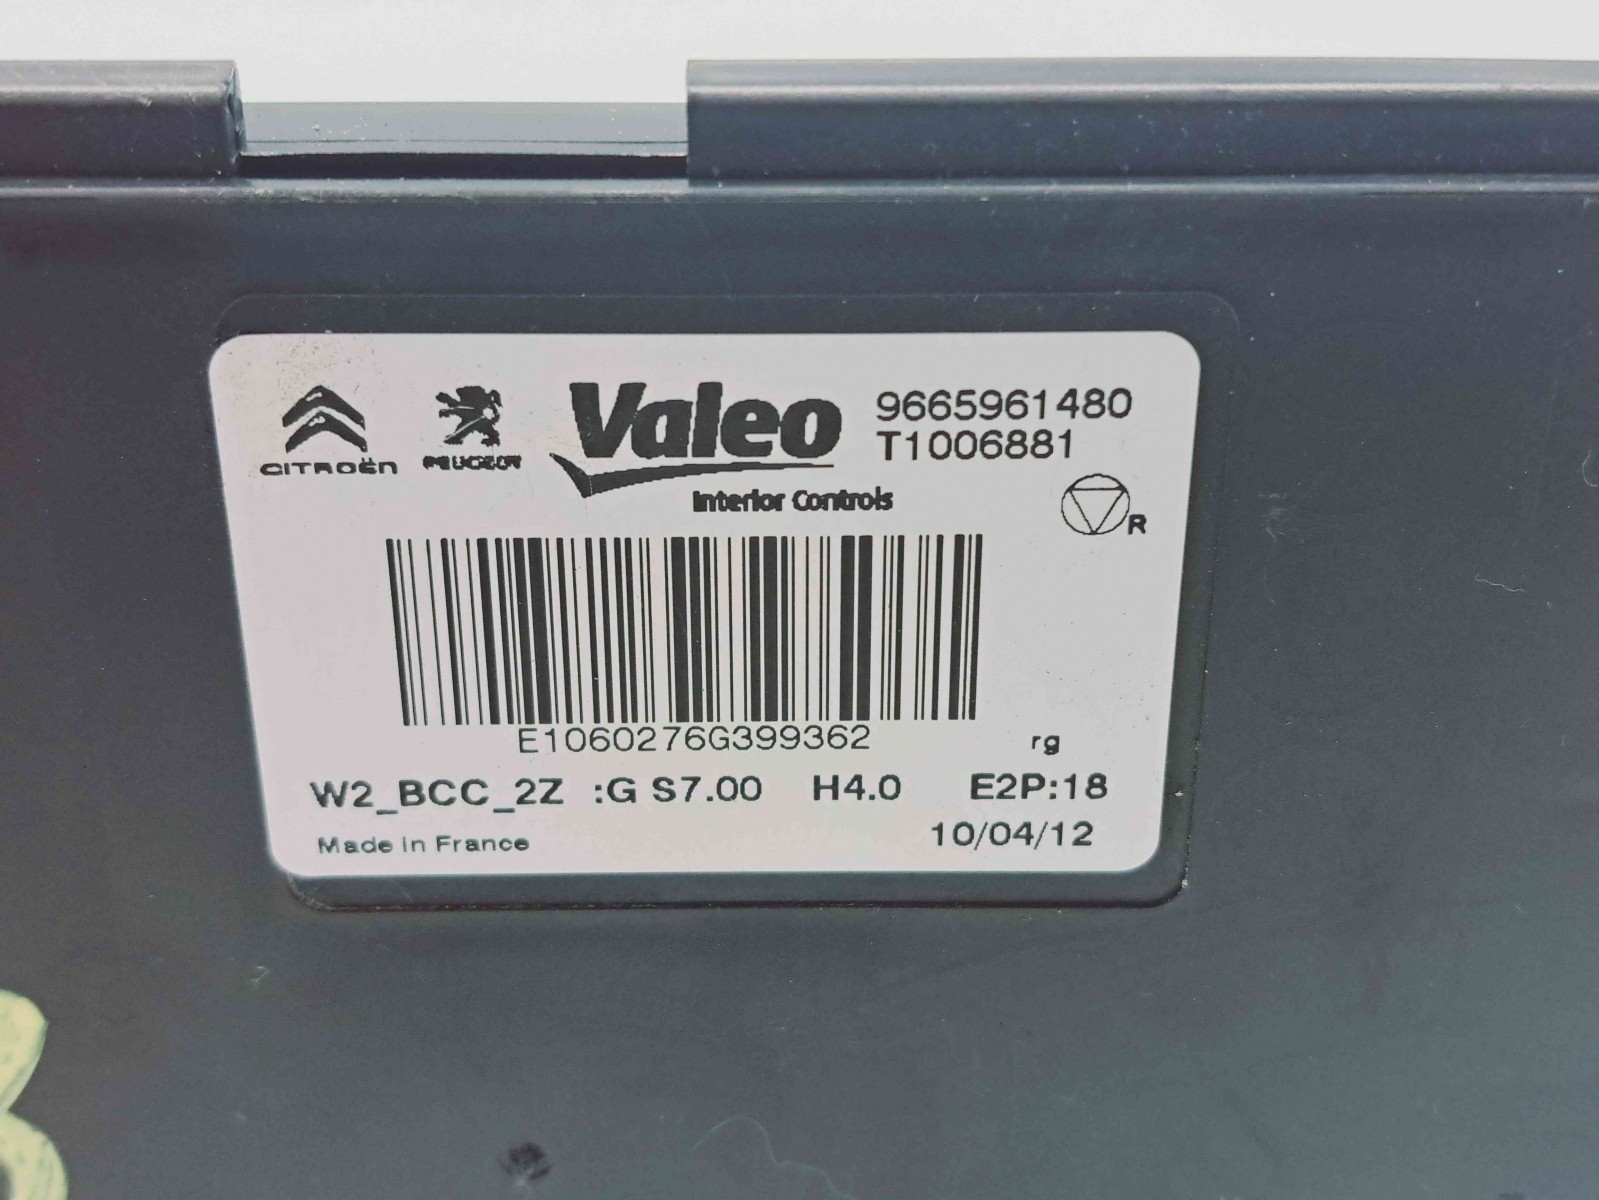 CITROËN PEUGEOT Valeo 9665961480
T1006881
Interior Controls
R
E1060276G399362 rg
W2_BCC_2Z :G S7.00 H4.0 E2P:18
Made in France 10/04/12